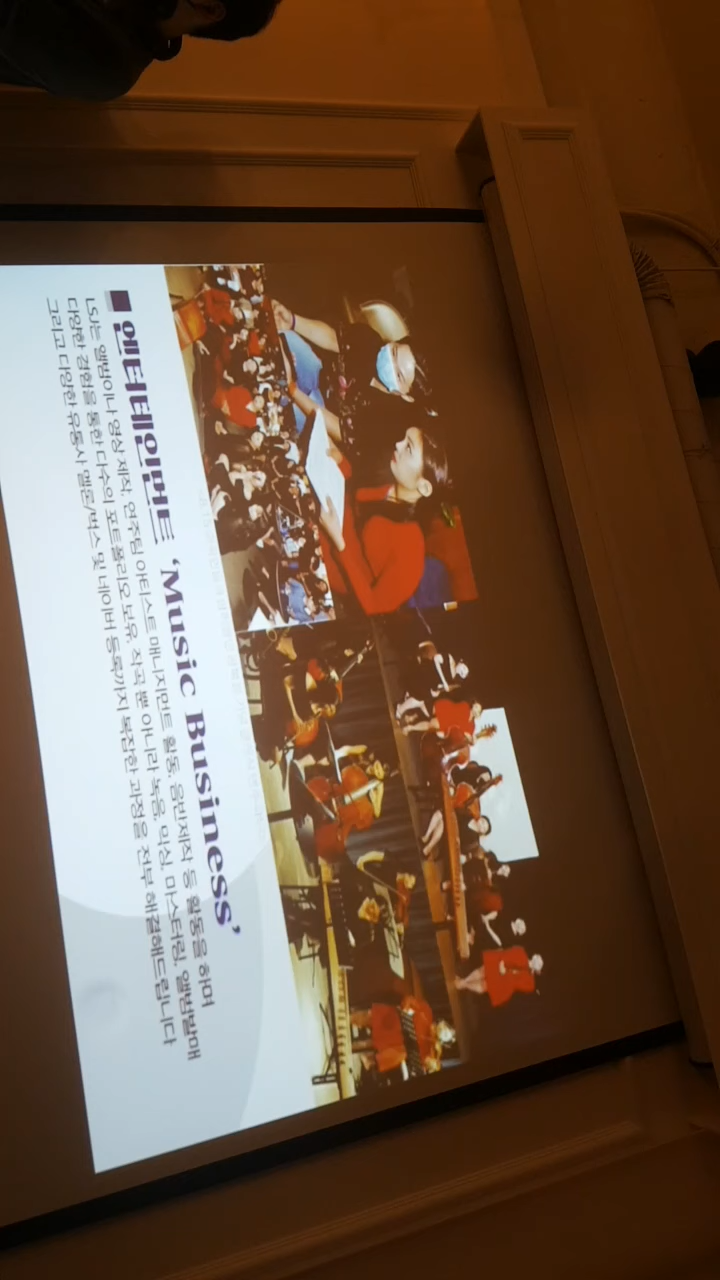 엔터테인먼트 ‘Music Business’
LSJ는 앨범이나 영상 제작, 연주팀 아티스트 매니지먼트 활동, 음반제작 등 활동을 하며
다양한 경험을 통한 다수의 포트폴리오 보유, 작곡 뿐 아니라 녹음, 믹싱, 마스터링, 앨범발매
그리고 다양한 유통사 멜론/벅스 및 네이버 등록까지 복잡한 과정을 전부 해결해드립니다